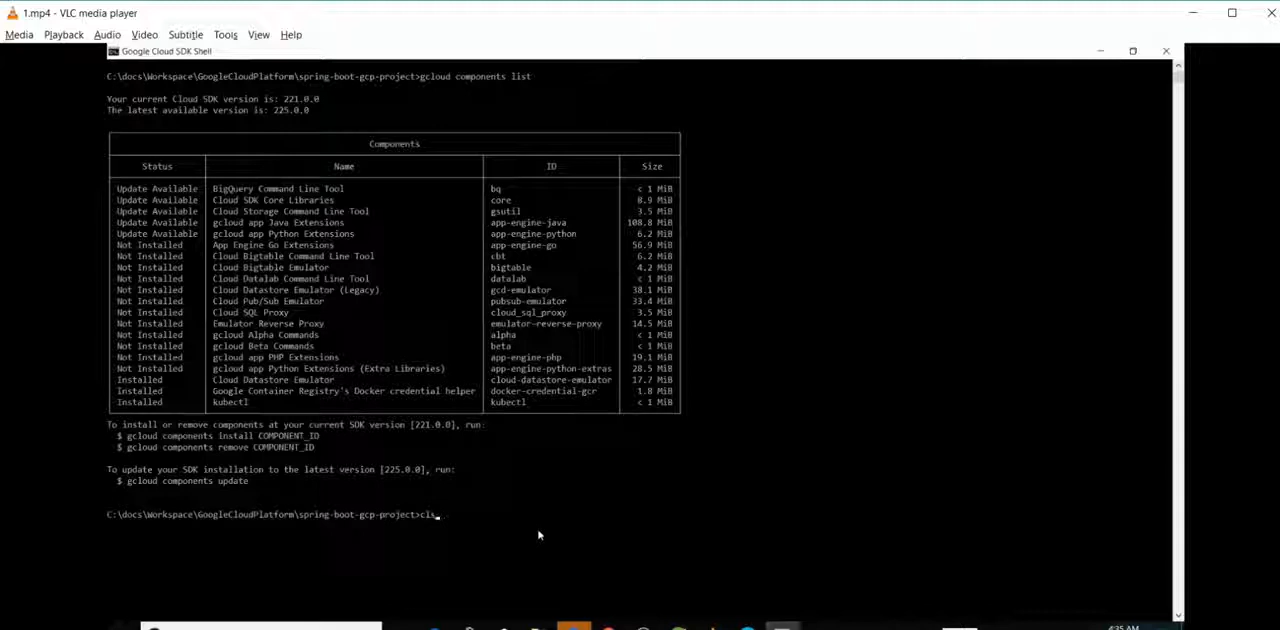 1.mp4 - VLC media player
Media Playback Audio Video Subtitle Tools View Help
Google Cloud SDK Shell
C:\docs\Workspace\GoogleCloudPlatform\spring-boot-gcp-project>gcloud components list
Your current Cloud SDK version is: 221.0.0
The latest available version is: 225.0.0
Components
Status Name ID Size
Update Available BigQuery Command Line Tool bq < 1 MiB
Update Available Cloud SDK Core Libraries core 8.9 MiB
Update Available Cloud Storage Command Line Tool gsutil 3.5 MiB
Update Available gcloud app Java Extensions app-engine-java 108.8 MiB
Update Available gcloud app Python Extensions app-engine-python 6.2 MiB
Not Installed App Engine Go Extensions app-engine-go 56.9 MiB
Not Installed Cloud Bigtable Command Line Tool cbt 6.2 MiB
Not Installed Cloud Bigtable Emulator bigtable 4.2 MiB
Not Installed Cloud Datalab Command Line Tool datalab < 1 MiB
Not Installed Cloud Datastore Emulator (Legacy) gcd-emulator 38.1 MiB
Not Installed Cloud Pub/Sub Emulator pubsub-emulator 33.4 MiB
Not Installed Cloud SQL Proxy cloud_sql_proxy 3.5 MiB
Not Installed Emulator Reverse Proxy emulator-reverse-proxy 14.5 MiB
Not Installed gcloud Alpha Commands alpha < 1 MiB
Not Installed gcloud Beta Commands beta < 1 MiB
Not Installed gcloud app PHP Extensions app-engine-php 19.1 MiB
Not Installed gcloud app Python Extensions (Extra Libraries) app-engine-python-extras 28.5 MiB
Installed Cloud Datastore Emulator cloud-datastore-emulator 17.7 MiB
Installed Google Container Registry's Docker credential helper docker-credential-gcr 1.8 MiB
Installed kubectl kubectl < 1 MiB
To install or remove components at your current SDK version [221.0.0], run:
$ gcloud components install COMPONENT_ID
$ gcloud components remove COMPONENT_ID
To update your SDK installation to the latest version [225.0.0], run:
$ gcloud components update
C:\docs\Workspace\GoogleCloudPlatform\spring-boot-gcp-project>cls
4:35 AM